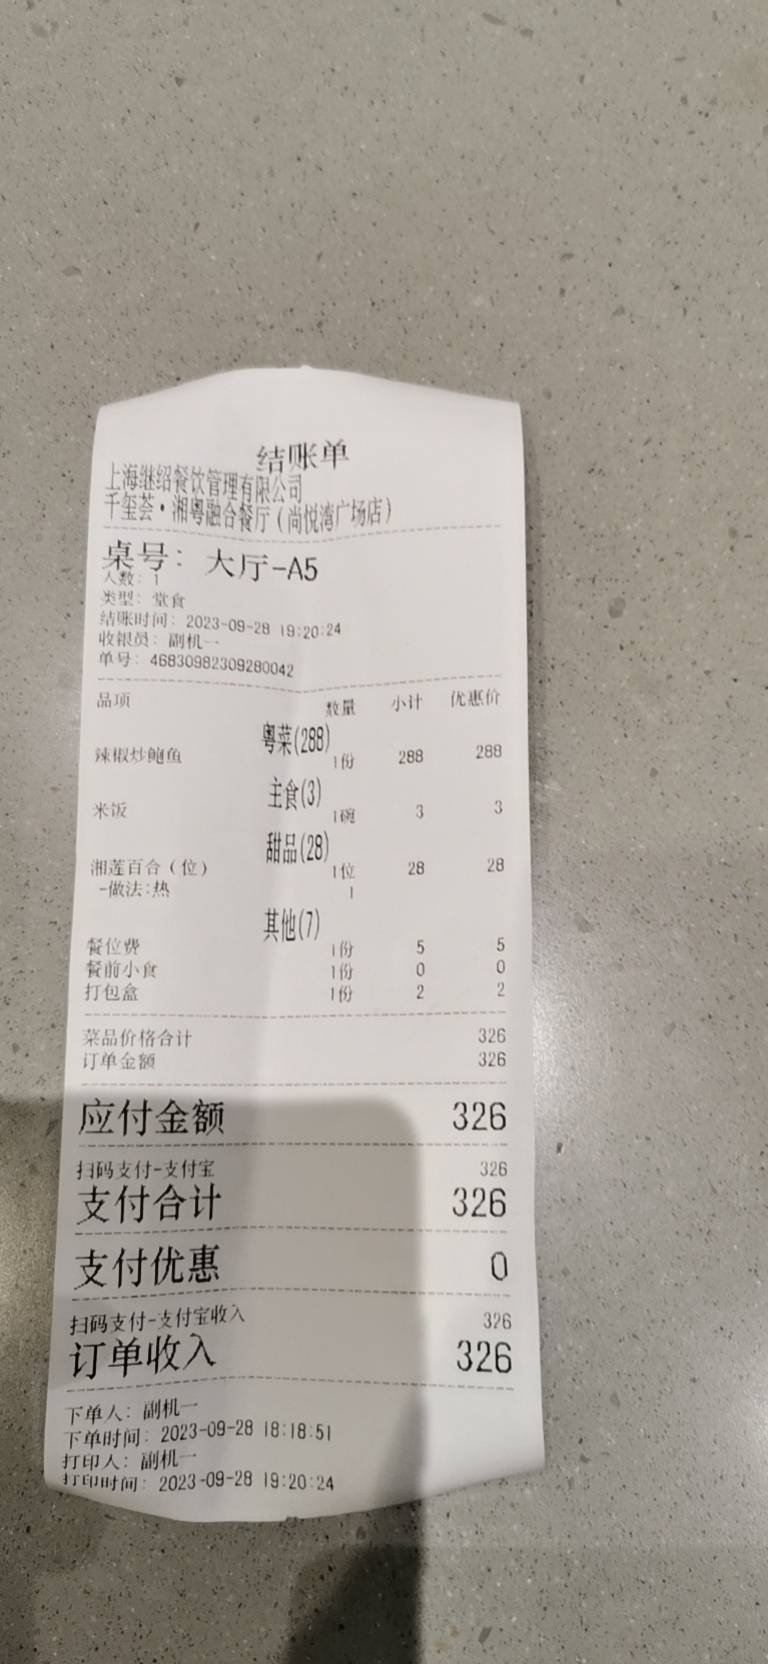 结账单
上海继绍餐饮管理有限公司
千玺荟·湘粤融合餐厅(尚悦湾广场店)
桌号: 大厅-A5
人数: 1
类型: 堂食
结账时间: 2023-09-28 19:20:24
收银员: 副机一
单号: 46830982309280042
品项 数量 小计 优惠价
粤菜(288)
辣椒炒鲍鱼 1份 288 288
主食(3)
米饭 1碗 3 3
甜品(28)
湘莲百合(位) 1位 28 28
-做法:热 1
其他(7)
餐位费 1份 5 5
餐前小食 1份 0 0
打包盒 1份 2 2
菜品价格合计 326
订单金额 326
应付金额 326
扫码支付-支付宝 326
支付合计 326
支付优惠 0
扫码支付-支付宝收入 326
订单收入 326
下单人: 副机一
下单时间: 2023-09-28 18:18:51
打印人: 副机一
打印时间: 2023-09-28 19:20:24